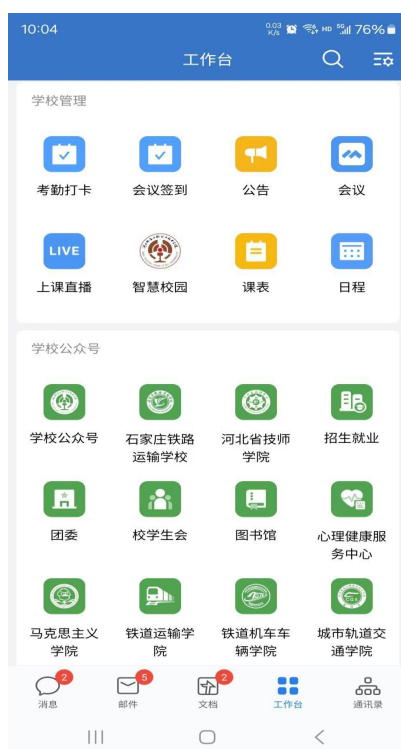 10:04 0.03 K/s HD 5G 76%
工作台
学校管理
考勤打卡 会议签到 公告 会议
LIVE
上课直播 智慧校园 课表 日程
学校公众号
学校公众号 石家庄铁路 河北省技师 招生就业
运输学校 学院
团委 校学生会 图书馆 心理健康服
务中心
马克思主义 铁道运输学 铁道机车车 城市轨道交
学院 院 辆学院 通学院
2 5 2
消息 邮件 文档 工作台 通讯录